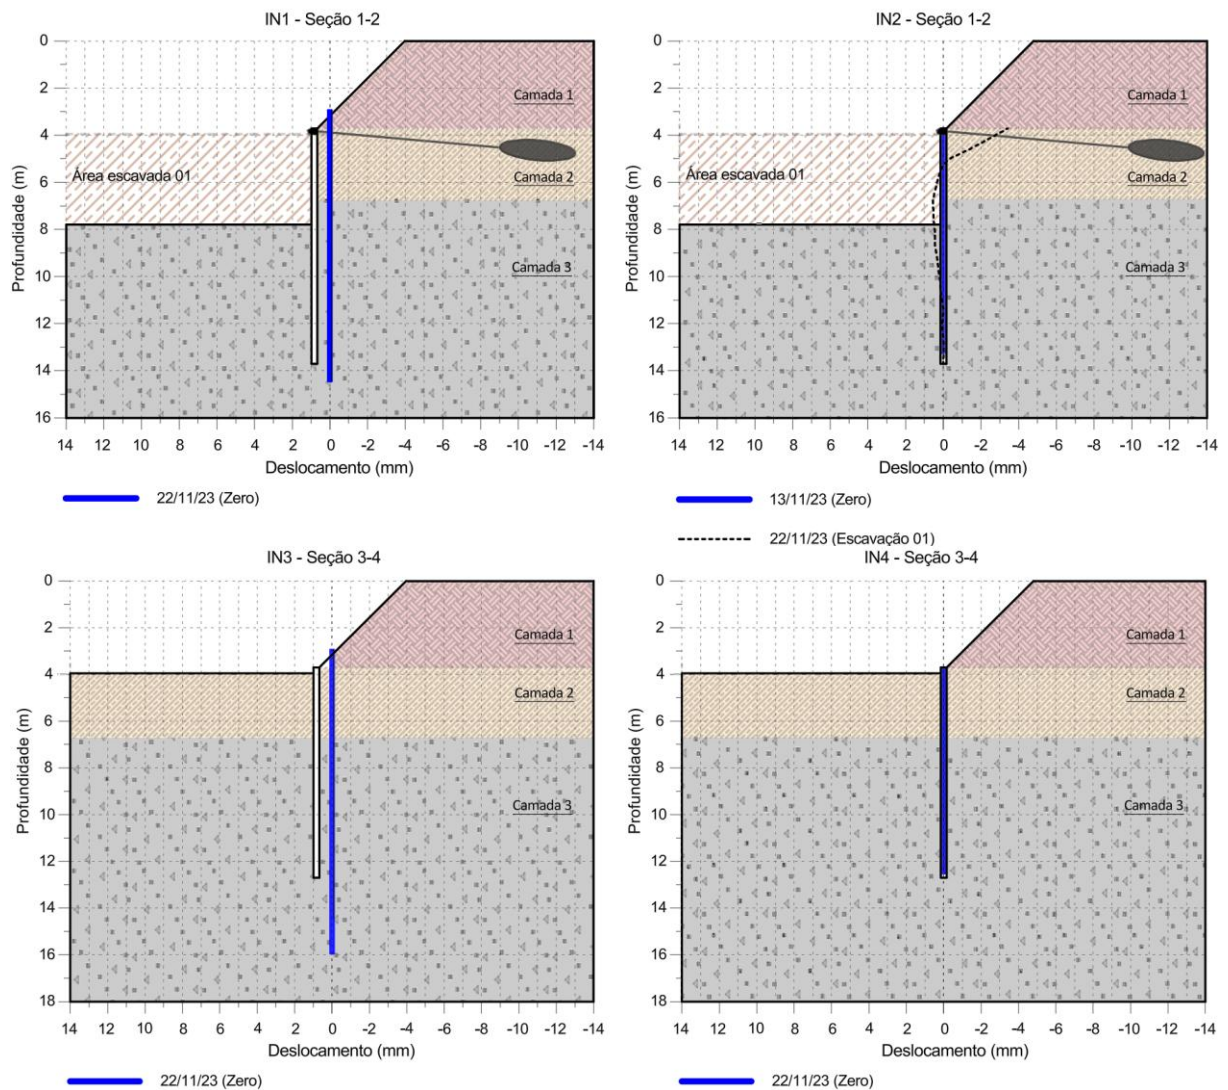 IN1 - Seção 1-2
Profundidade (m)
0
2
4
6
8
10
12
14
16
Camada 1
Camada 2
Camada 3
Área escavada 01
14 12 10 8 6 4 2 0 -2 -4 -6 -8 -10 -12 -14
Deslocamento (mm)
22/11/23 (Zero)
IN2 - Seção 1-2
Profundidade (m)
0
2
4
6
8
10
12
14
16
Camada 1
Camada 2
Camada 3
Área escavada 01
14 12 10 8 6 4 2 0 -2 -4 -6 -8 -10 -12 -14
Deslocamento (mm)
13/11/23 (Zero)
22/11/23 (Escavação 01)
IN3 - Seção 3-4
Profundidade (m)
0
2
4
6
8
10
12
14
16
18
Camada 1
Camada 2
Camada 3
14 12 10 8 6 4 2 0 -2 -4 -6 -8 -10 -12 -14
Deslocamento (mm)
22/11/23 (Zero)
IN4 - Seção 3-4
Profundidade (m)
0
2
4
6
8
10
12
14
16
18
Camada 1
Camada 2
Camada 3
14 12 10 8 6 4 2 0 -2 -4 -6 -8 -10 -12 -14
Deslocamento (mm)
22/11/23 (Zero)